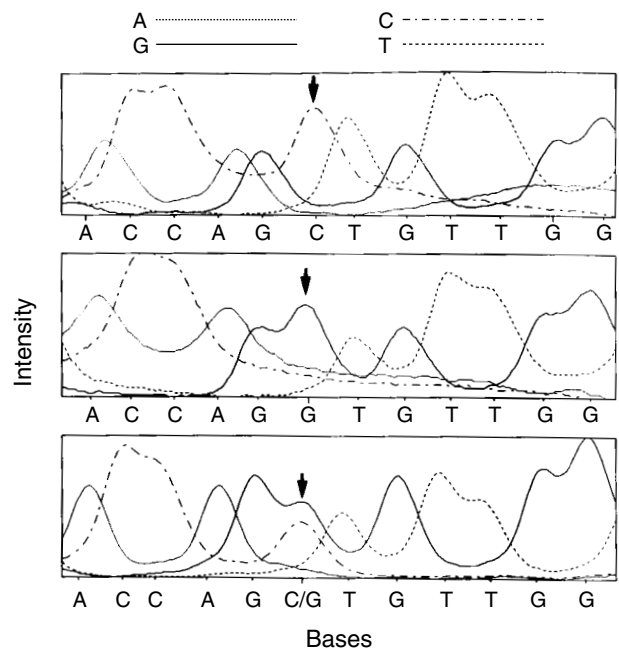 A C
G T
A C C A G C T G T T G G
A C C A G G T G T T G G
A C C A G C/G T G T T G G
Intensity
Bases